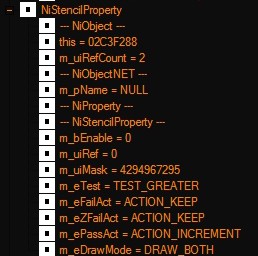 NiStencilProperty
--- NiObject ---
this = 02C3F288
m_uiRefCount = 2
--- NiObjectNET ---
m_pName = NULL
--- NiProperty ---
--- NiStencilProperty ---
m_bEnable = 0
m_uiRef = 0
m_uiMask = 4294967295
m_eTest = TEST_GREATER
m_eFailAct = ACTION_KEEP
m_eZFailAct = ACTION_KEEP
m_ePassAct = ACTION_INCREMENT
m_eDrawMode = DRAW_BOTH